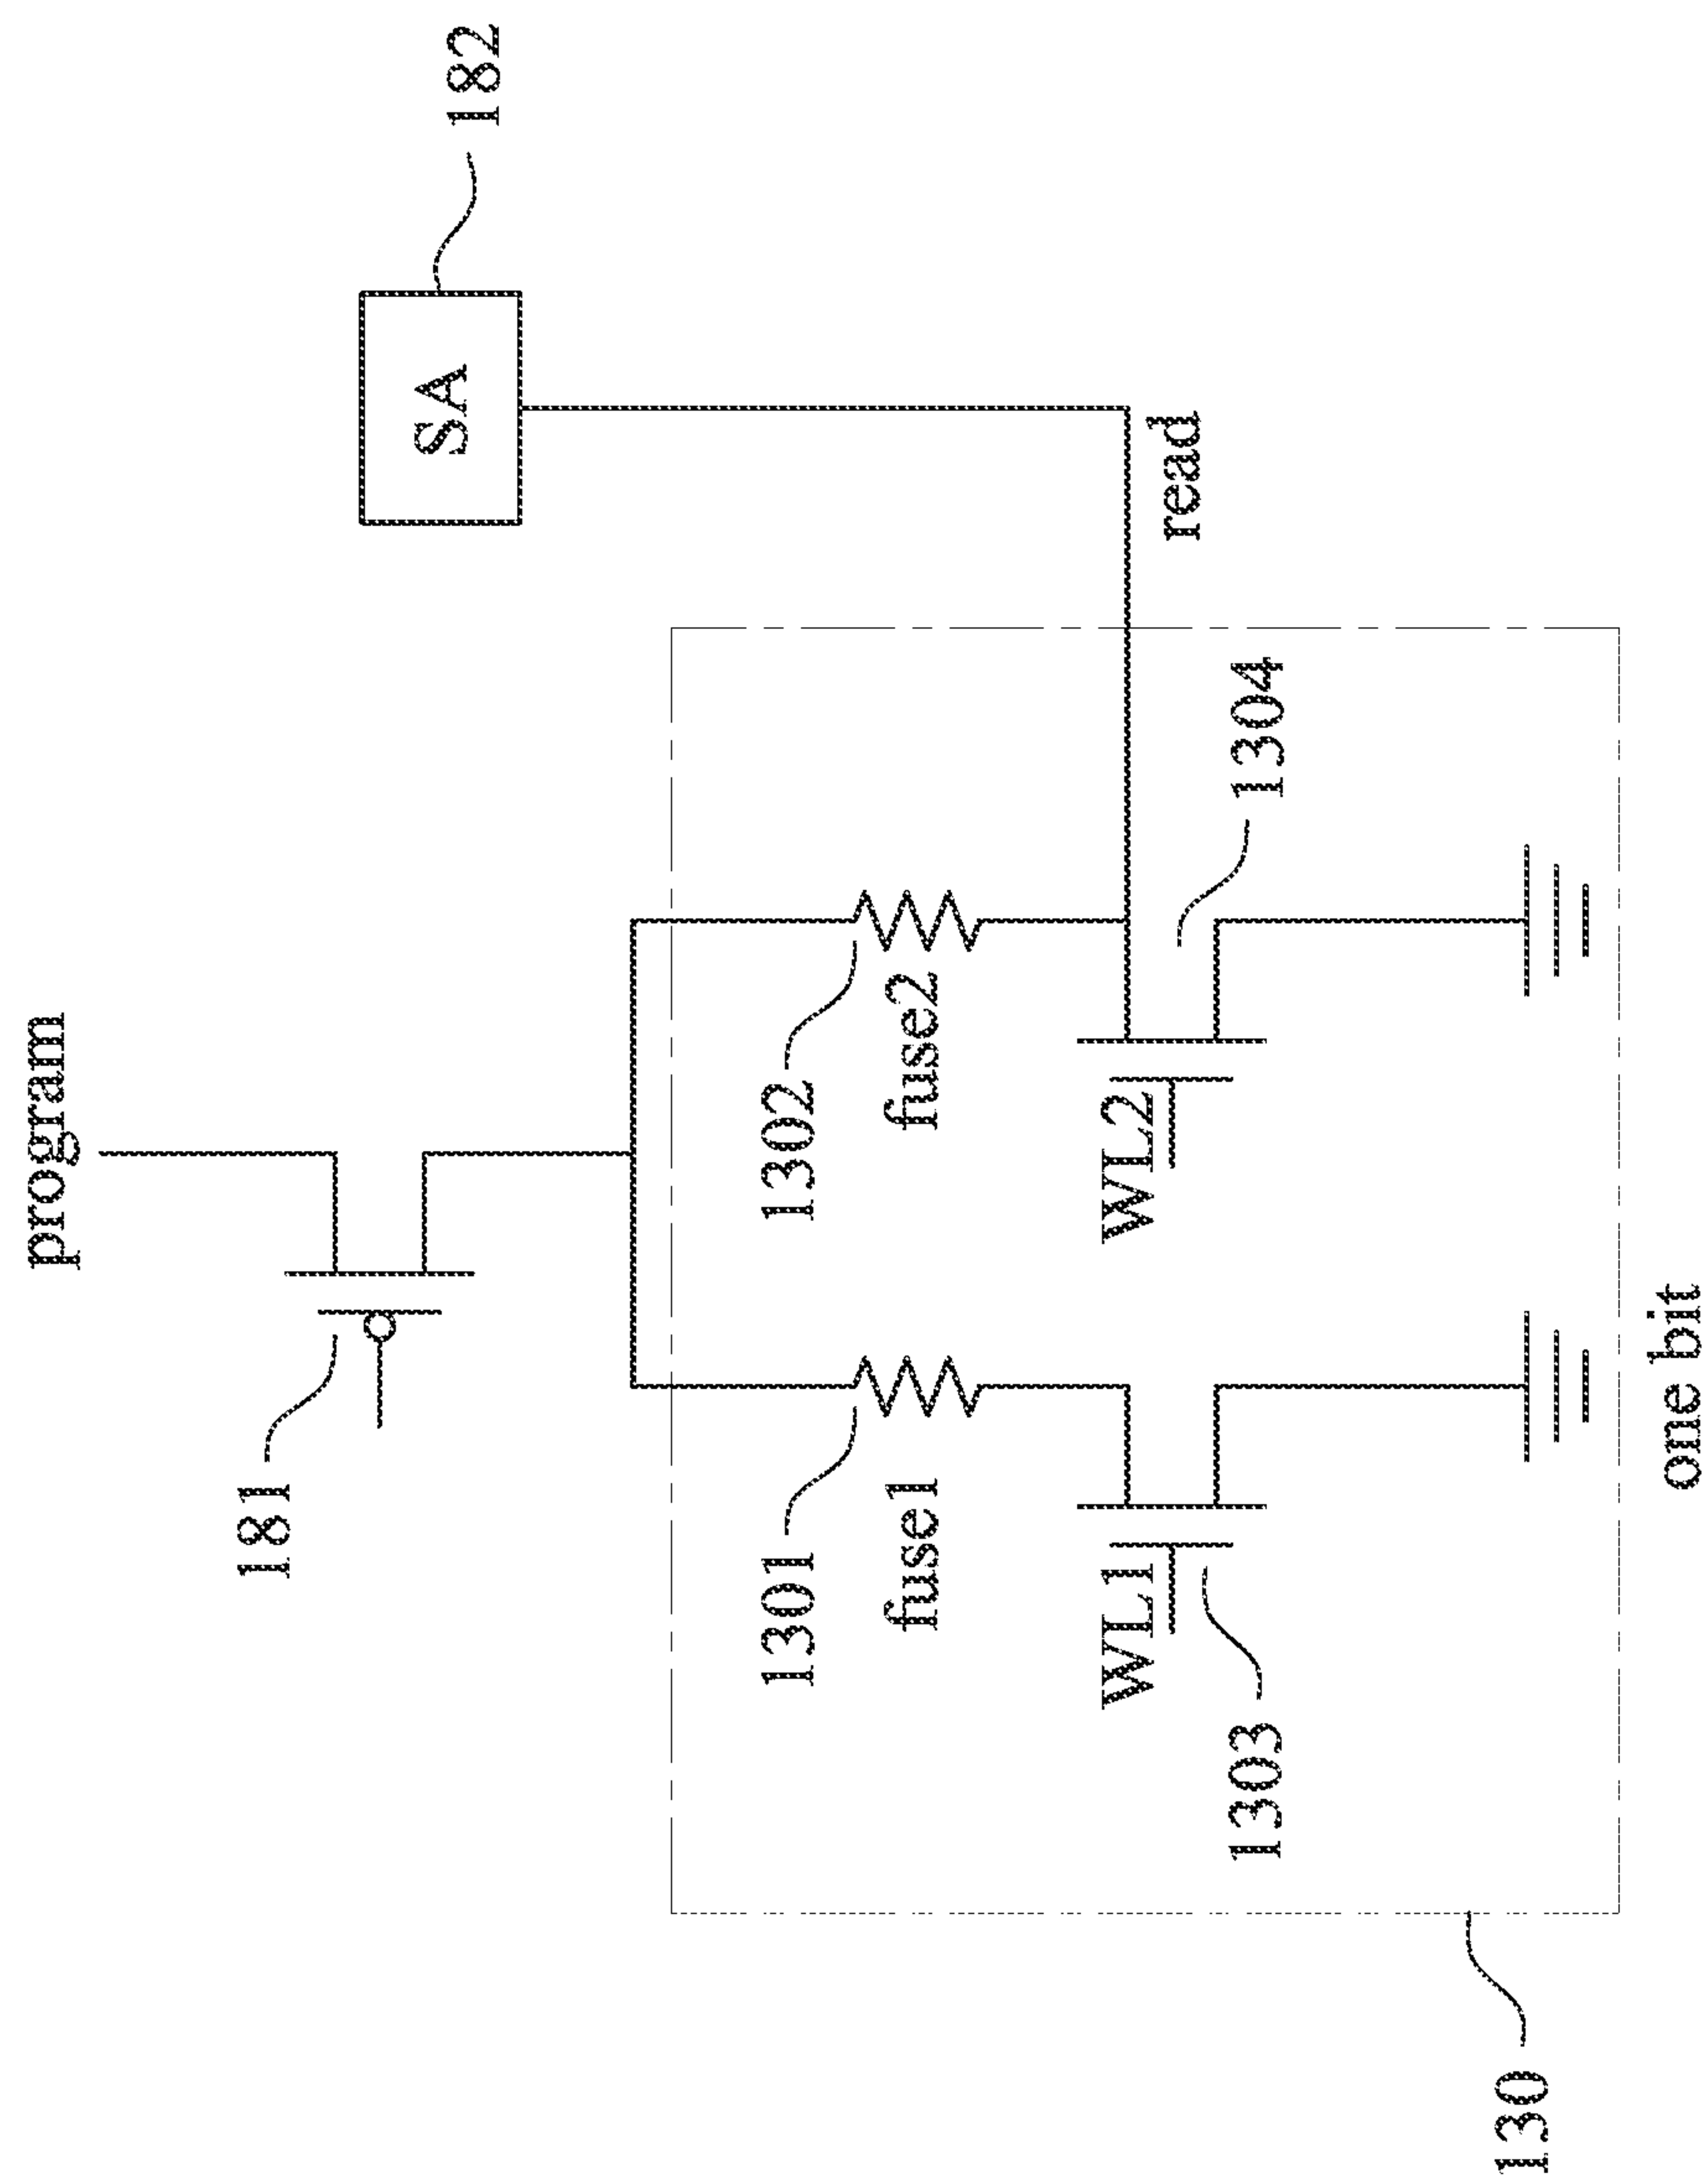 program
181
SA
182
1301
fuse1
1302
fuse2
WL1
1303
WL2
1304
read
130
one bit